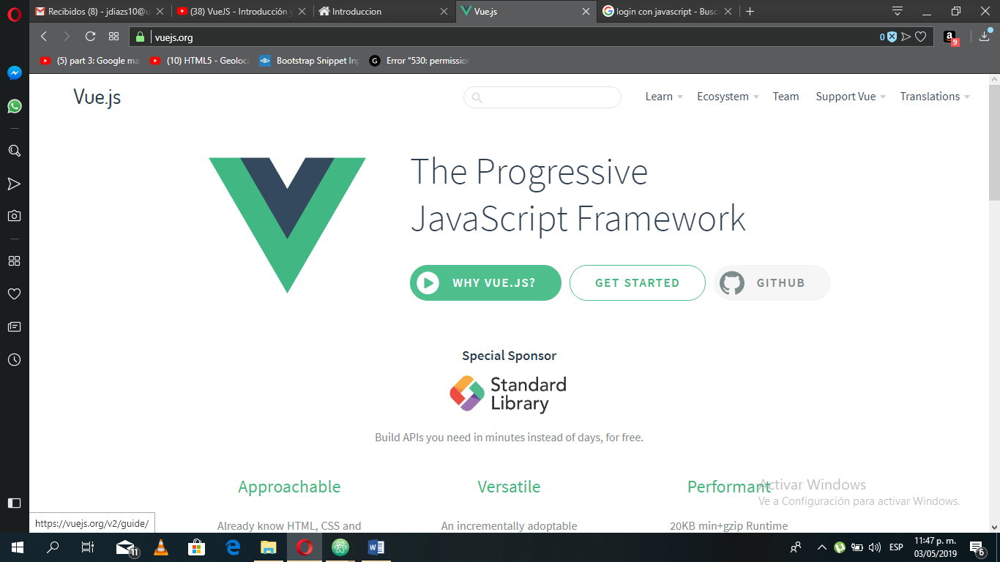 Recibidos (8) - jdiazs10@u
(38) VueJS - Introducción y
Introduccion
Vue.js
login con javascript - Busc
vuejs.org
0
9
(5) part 3: Google ma
(10) HTML5 - Geoloca
<B>
Bootstrap Snippet Inp
G
Error "530: permission
Vue.js
Learn
Ecosystem
Team
Support Vue
Translations
The Progressive
JavaScript Framework
WHY VUE.JS?
GET STARTED
GITHUB
Special Sponsor
Standard
Library
Build APIs you need in minutes instead of days, for free.
Approachable
Versatile
Performant
Activar Windows
Ve a Configuración para activar Windows.
Already know HTML, CSS and
An incrementally adoptable
20KB min+gzip Runtime
https://vuejs.org/v2/guide/
11
ESP
11:47 p. m.
03/05/2019
6